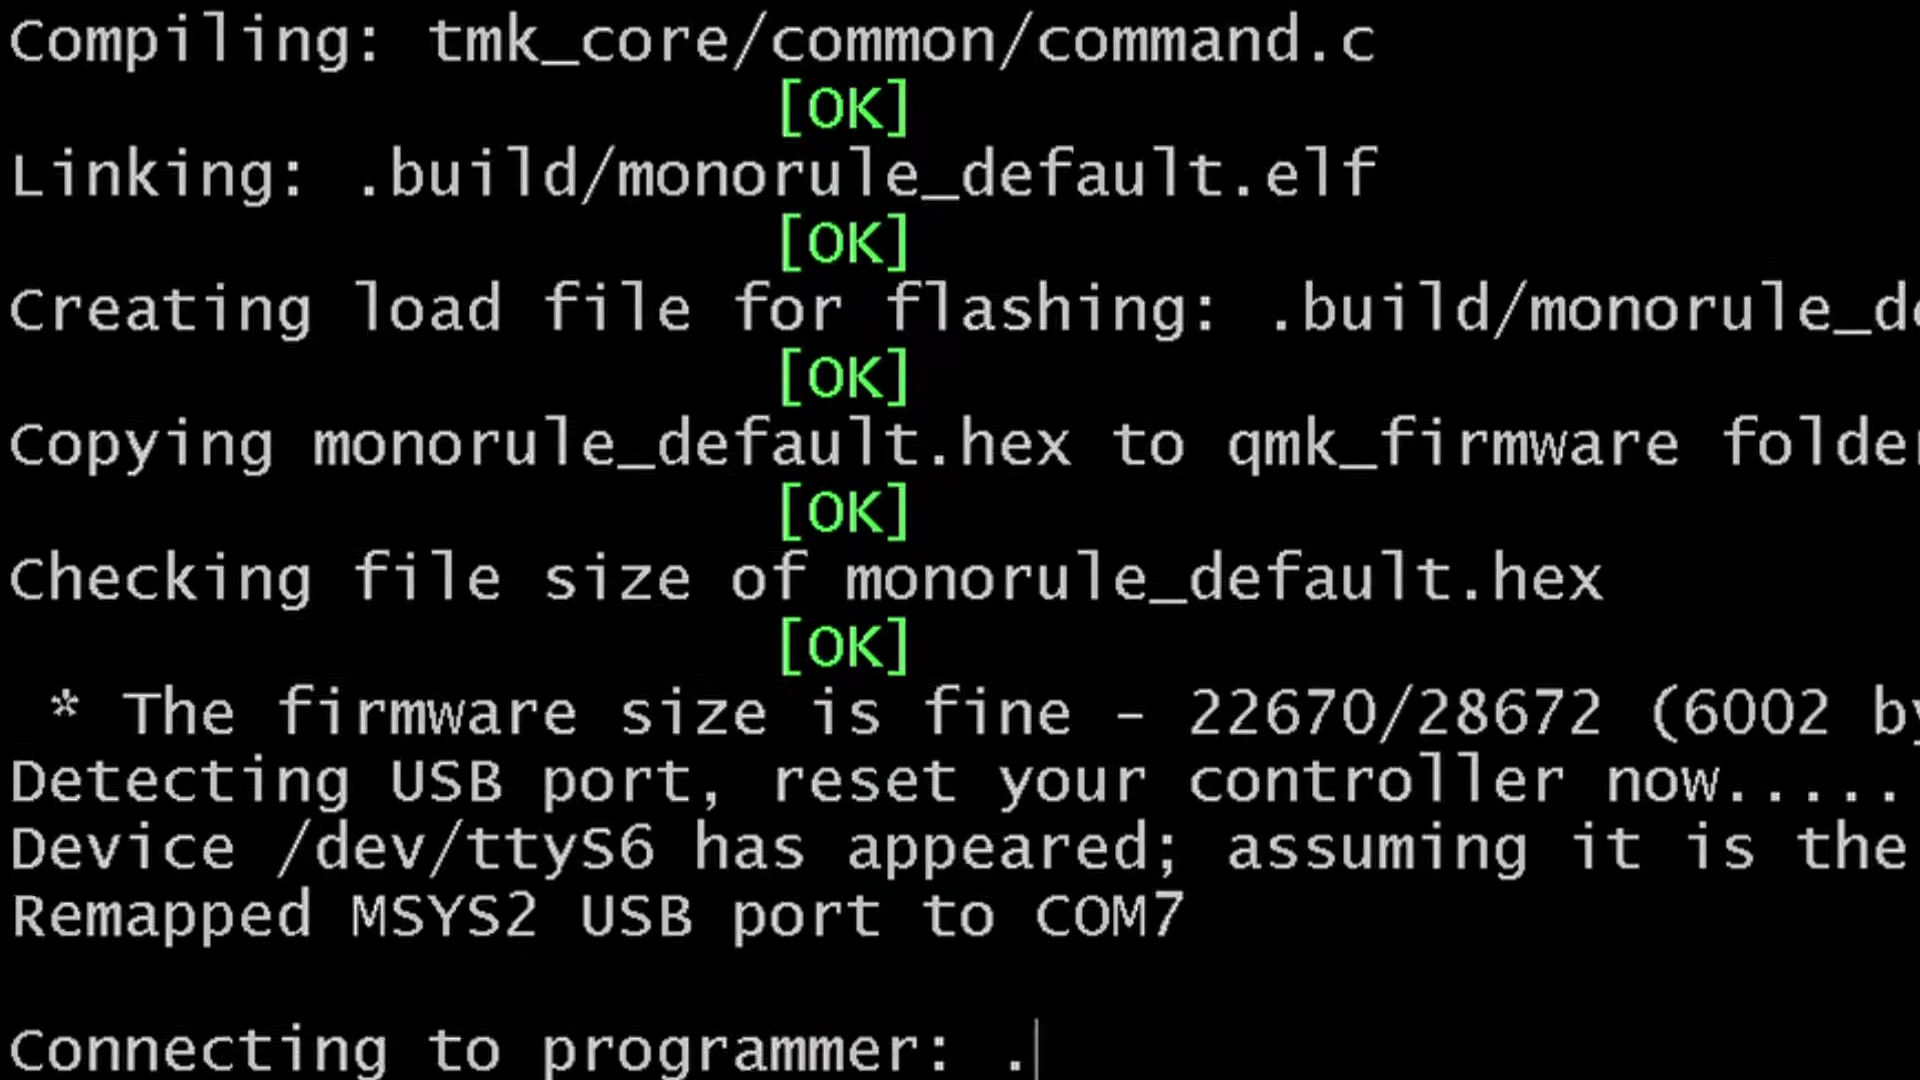 Compiling: tmk_core/common/command.c
[OK]
Linking: .build/monorule_default.elf
[OK]
Creating load file for flashing: .build/monorule_d
[OK]
Copying monorule_default.hex to qmk_firmware folder
[OK]
Checking file size of monorule_default.hex
[OK]
* The firmware size is fine - 22670/28672 (6002 by
Detecting USB port, reset your controller now.....
Device /dev/ttyS6 has appeared; assuming it is the
Remapped MSYS2 USB port to COM7
Connecting to programmer: .